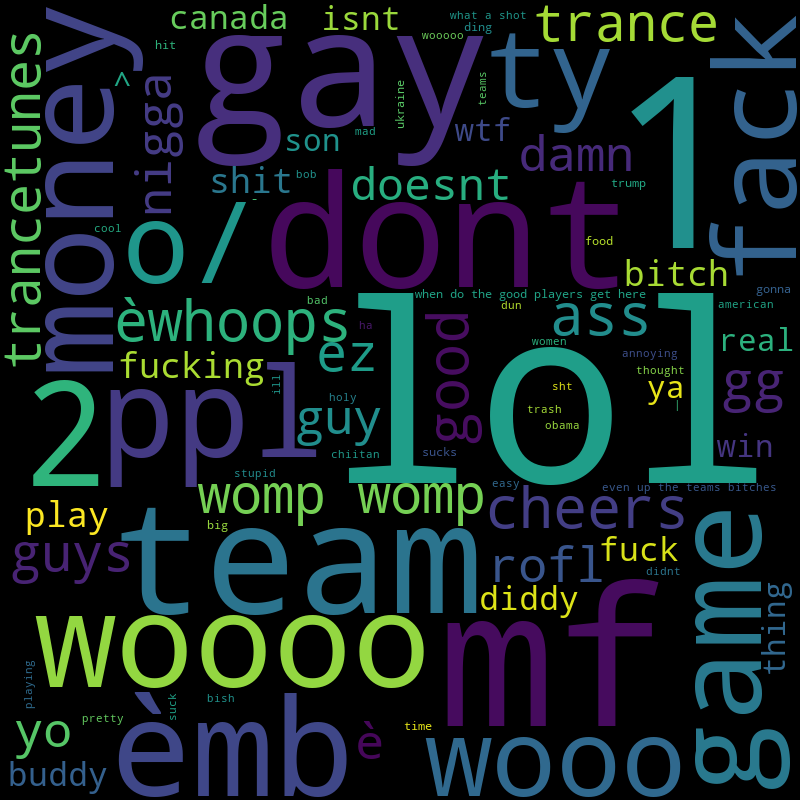 canada
isnt
what a shot
ding
trance
hit
wooooo
gay
ty
1
fack
money
trancetunes
^
nigga
ukraine
teams
mad
son
wtf
damn
shit
bob
doesnt
trump
-
cool
o/
dont
food
bitch
gonna
when do the good players get here
american
bad
dun
èwhoops
ha
good
ass
real
women
annoying
fucking
ez
thought
2
ppl
ill
holy
guy
lol
sht
ya
|
gg
trash
obama
chiitan
sucks
win
stupid
easy
even up the teams bitches
womp womp
cheers
play
big
team
guys
rofl
fuck
didnt
diddy
game
thing
woooo
mf
playing
suck
bish
yo
pretty
èmb
è
time
wooo
buddy